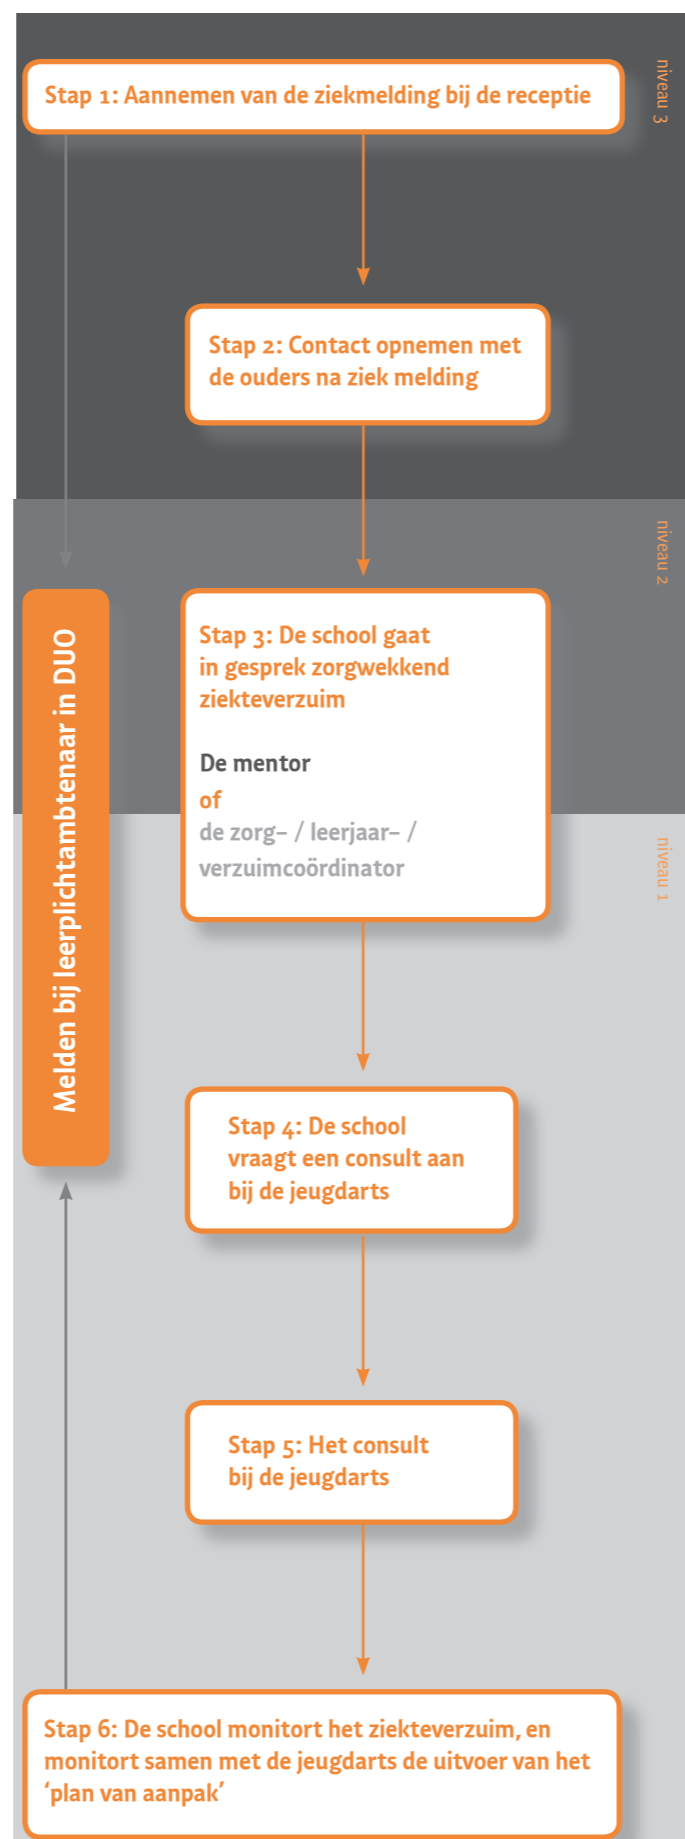 Stap 1: Aannemen van de ziekmelding bij de receptie
niveau 3
Stap 2: Contact opnemen met
de ouders na ziek melding
niveau 2
Melden bij leerplichtambtenaar in DUO
Stap 3: De school gaat
in gesprek zorgwekkend
ziekteverzuim
De mentor
of
de zorg– / leerjaar– /
verzuimcoördinator
niveau 1
Stap 4: De school
vraagt een consult aan
bij de jeugdarts
Stap 5: Het consult
bij de jeugdarts
Stap 6: De school monitort het ziekteverzuim, en
monitort samen met de jeugdarts de uitvoer van het
‘plan van aanpak’